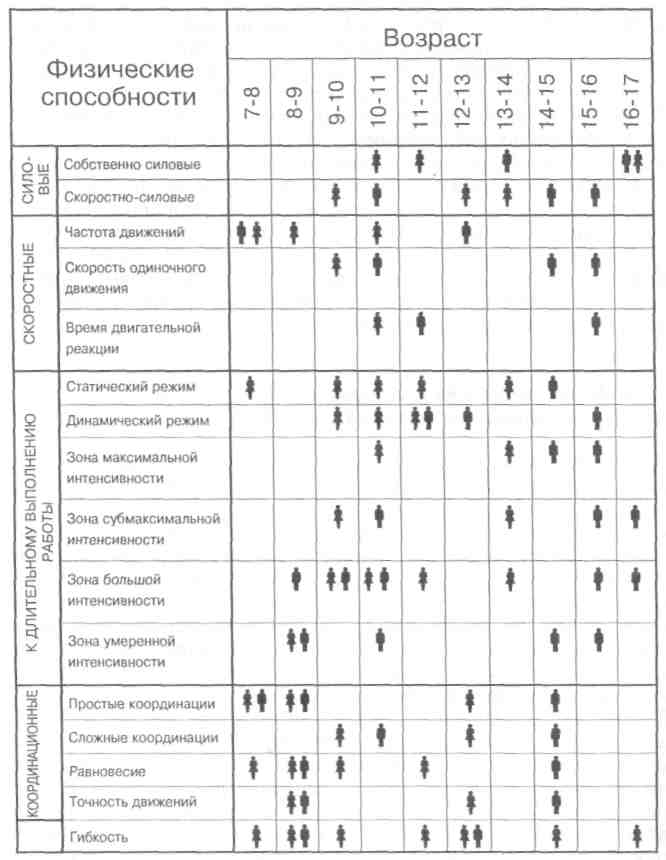 Физические
способности
Возраст
7-8
8-9
9-10
10-11
11-12
12-13
13-14
14-15
15-16
16-17
СИЛО-
ВЫЕ
Собственно силовые
Скоростно-силовые
СКОРОСТНЫЕ
Частота движений
Скорость одиночного
движения
Время двигательной
реакции
К ДЛИТЕЛЬНОМУ ВЫПОЛНЕНИЮ
РАБОТЫ
Статический режим
Динамический режим
Зона максимальной
интенсивности
Зона субмаксимальной
интенсивности
Зона большой
интенсивности
Зона умеренной
интенсивности
КООРДИНАЦИОННЫЕ
Простые координации
Сложные координации
Равновесие
Точность движений
Гибкость